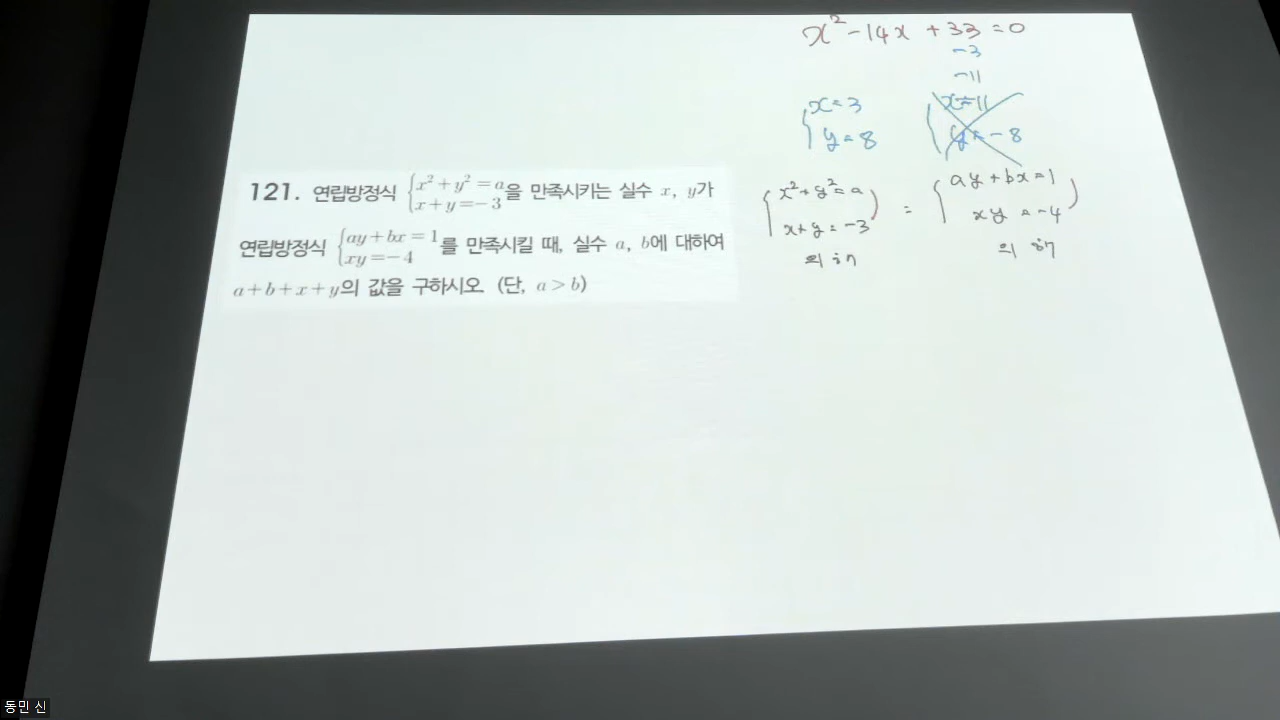 x² - 14x + 33 = 0
-3
-11
x = 3
y = 8
x = 11
y = -8
121. 연립방정식 {x²+y²=a x+y=-3 을 만족시키는 실수 x, y가
연립방정식 {ay+bx=1 xy=-4 를 만족시킬 때, 실수 a, b에 대하여
a+b+x+y의 값을 구하시오. (단, a>b)
x²+y²=a
x+y=-3
의 해
=
ay+bx=1
xy=-4
의 해
동민 신